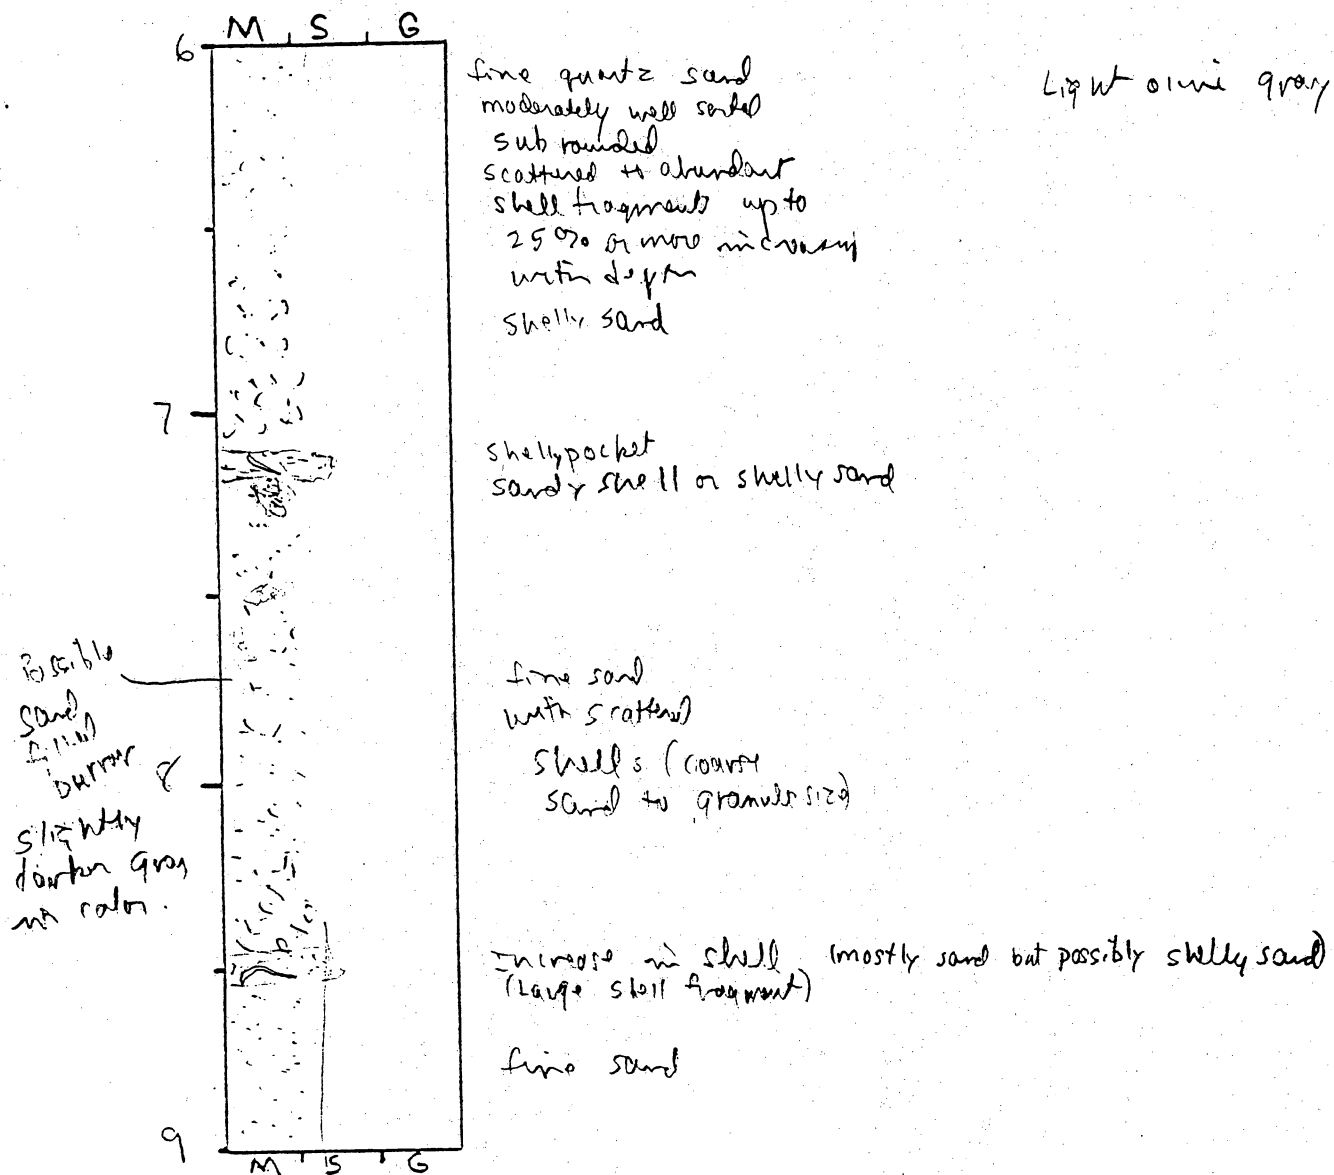 M S G
6
fine quartz sand
moderately well sorted
sub rounded
scattered to abundant
shell fragments up to
25% or more increasing
with depth
shelly sand
Light olive gray
7
shelly pocket
sandy shell or shelly sand
Possible
sand
filled
burrow
slightly
darker gray
in color.
fine sand
with scattered
shells (coarse
sand to granule size)
8
increase in shell (mostly sand but possibly shelly sand)
(Large shell fragment)
fine sand
9
M S G